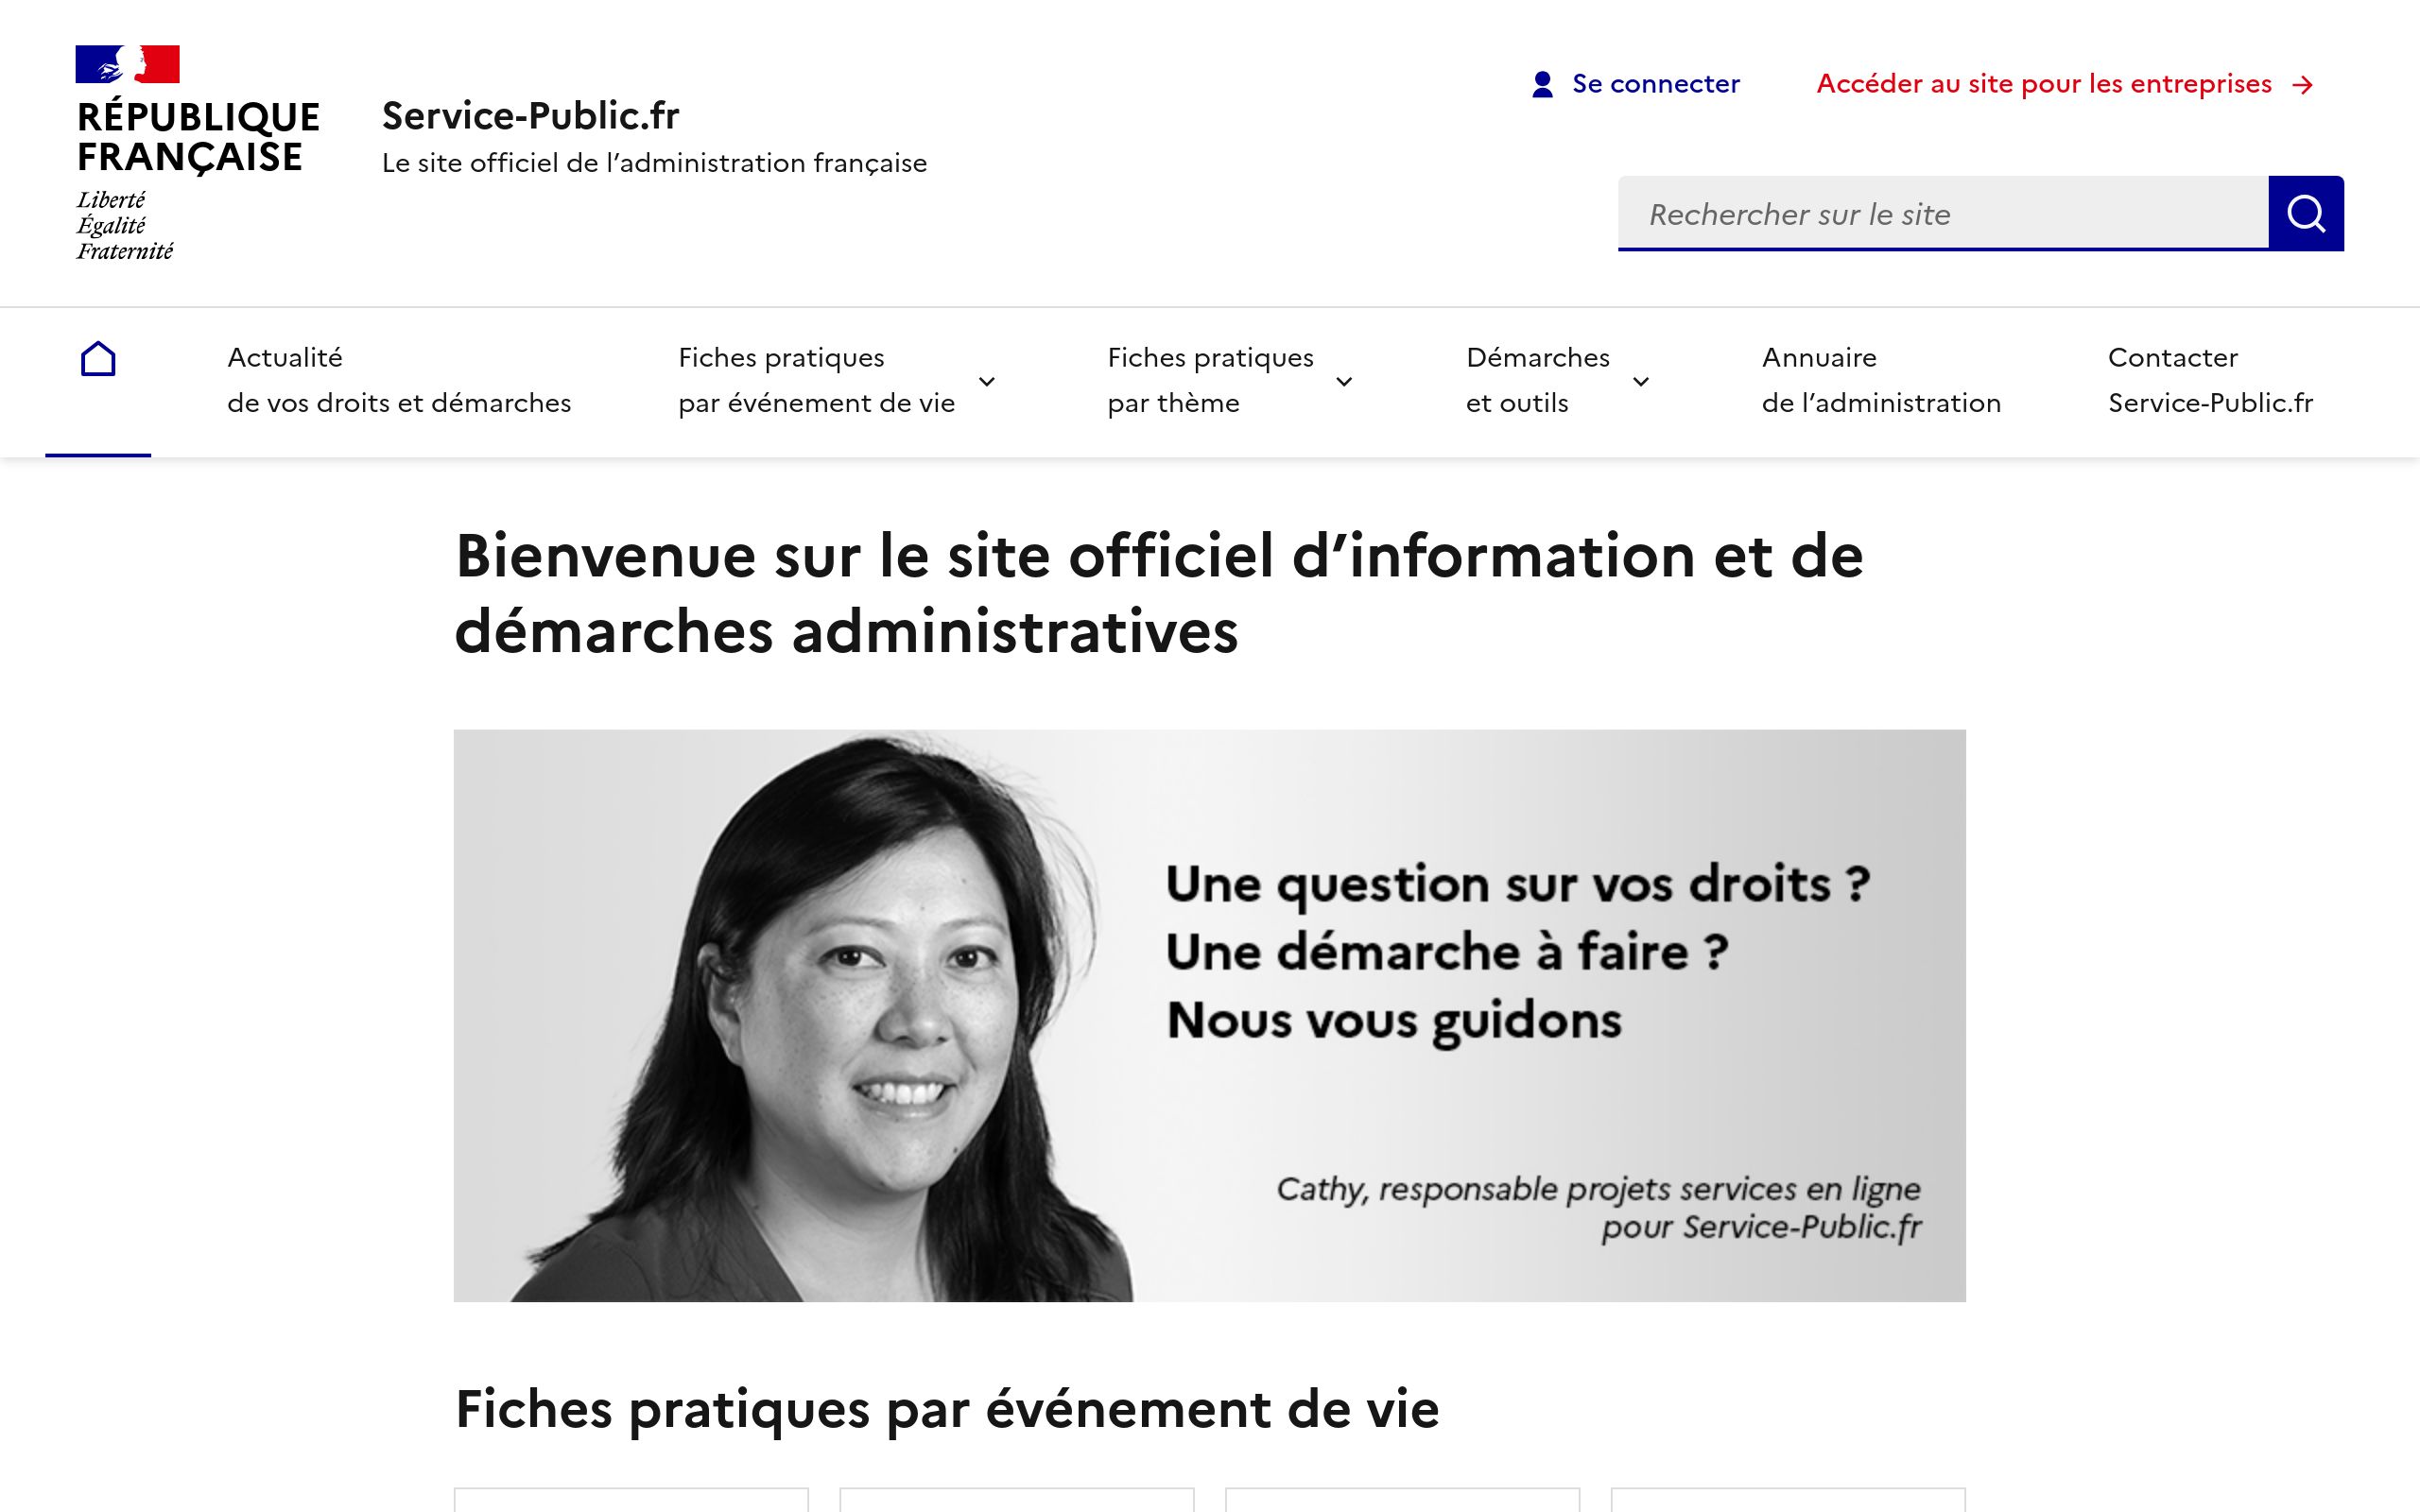 RÉPUBLIQUE
FRANÇAISE
Liberté
Égalité
Fraternité
Service-Public.fr
Le site officiel de l’administration française
Se connecter
Accéder au site pour les entreprises
Rechercher sur le site
Actualité
de vos droits et démarches
Fiches pratiques
par événement de vie
Fiches pratiques
par thème
Démarches
et outils
Annuaire
de l’administration
Contacter
Service-Public.fr
Bienvenue sur le site officiel d’information et de
démarches administratives
Une question sur vos droits ?
Une démarche à faire ?
Nous vous guidons
Cathy, responsable projets services en ligne
pour Service-Public.fr
Fiches pratiques par événement de vie